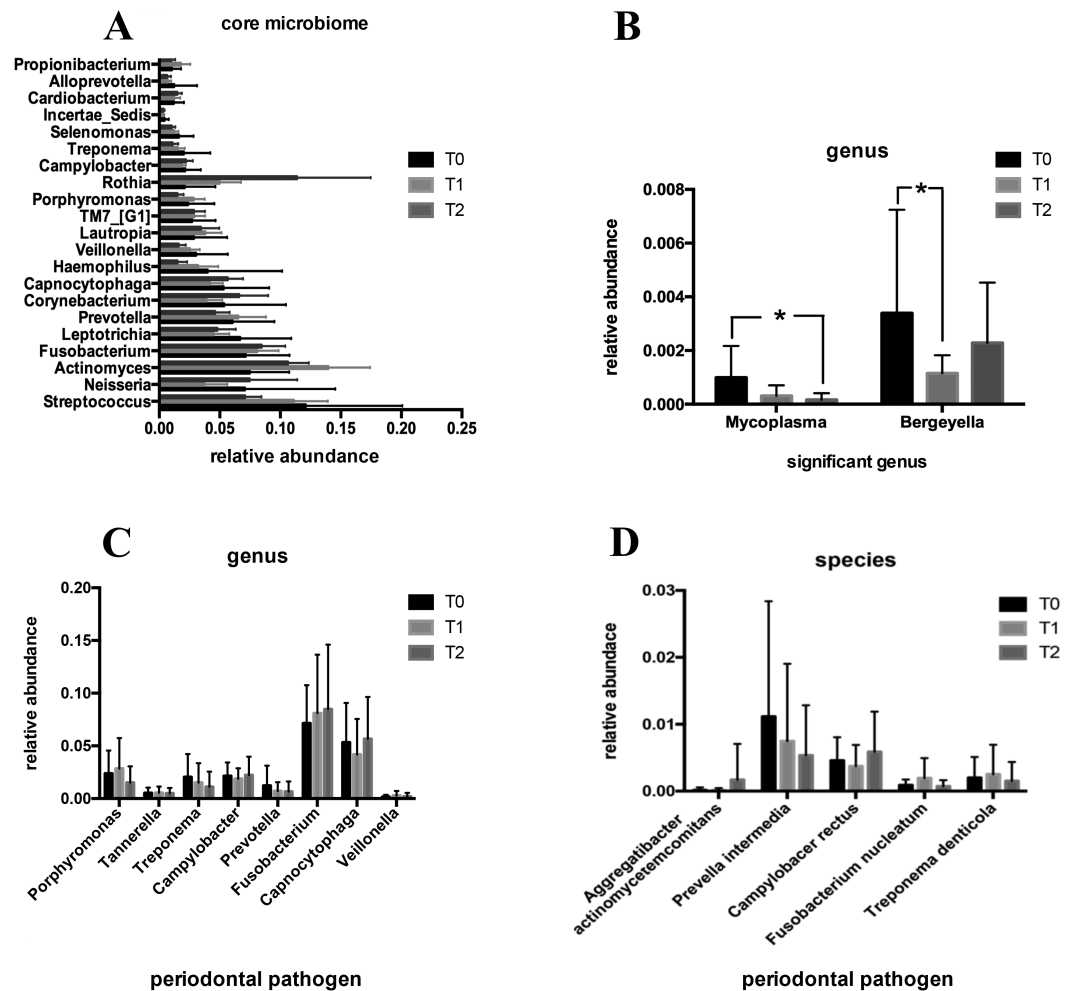 A
core microbiome
Propionibacterium
Alloprevotella
Cardiobacterium
Incertae_Sedis
Selenomonas
Treponema
Campylobacter
Rothia
Porphyromonas
TM7_[G1]
Lautropia
Veillonella
Haemophilus
Capnocytophaga
Corynebacterium
Prevotella
Leptotrichia
Fusobacterium
Actinomyces
Neisseria
Streptococcus
0.00 0.05 0.10 0.15 0.20 0.25
relative abundance
T0
T1
T2
B
genus
T0
T1
T2
relative abundance
0.008
0.006
0.004
0.002
0.000
*
*
Mycoplasma Bergeyella
significant genus
C
genus
T0
T1
T2
relative abundance
0.20
0.15
0.10
0.05
0.00
Porphyromonas
Tannerella
Treponema
Campylobacter
Prevotella
Fusobacterium
Capnocytophaga
Veillonella
periodontal pathogen
D
species
T0
T1
T2
relative abundace
0.03
0.02
0.01
0.00
Aggregatibacter
actinomycetemcomitans
Prevella intermedia
Campylobacer rectus
Fusobacterium nucleatum
Treponema denticola
periodontal pathogen